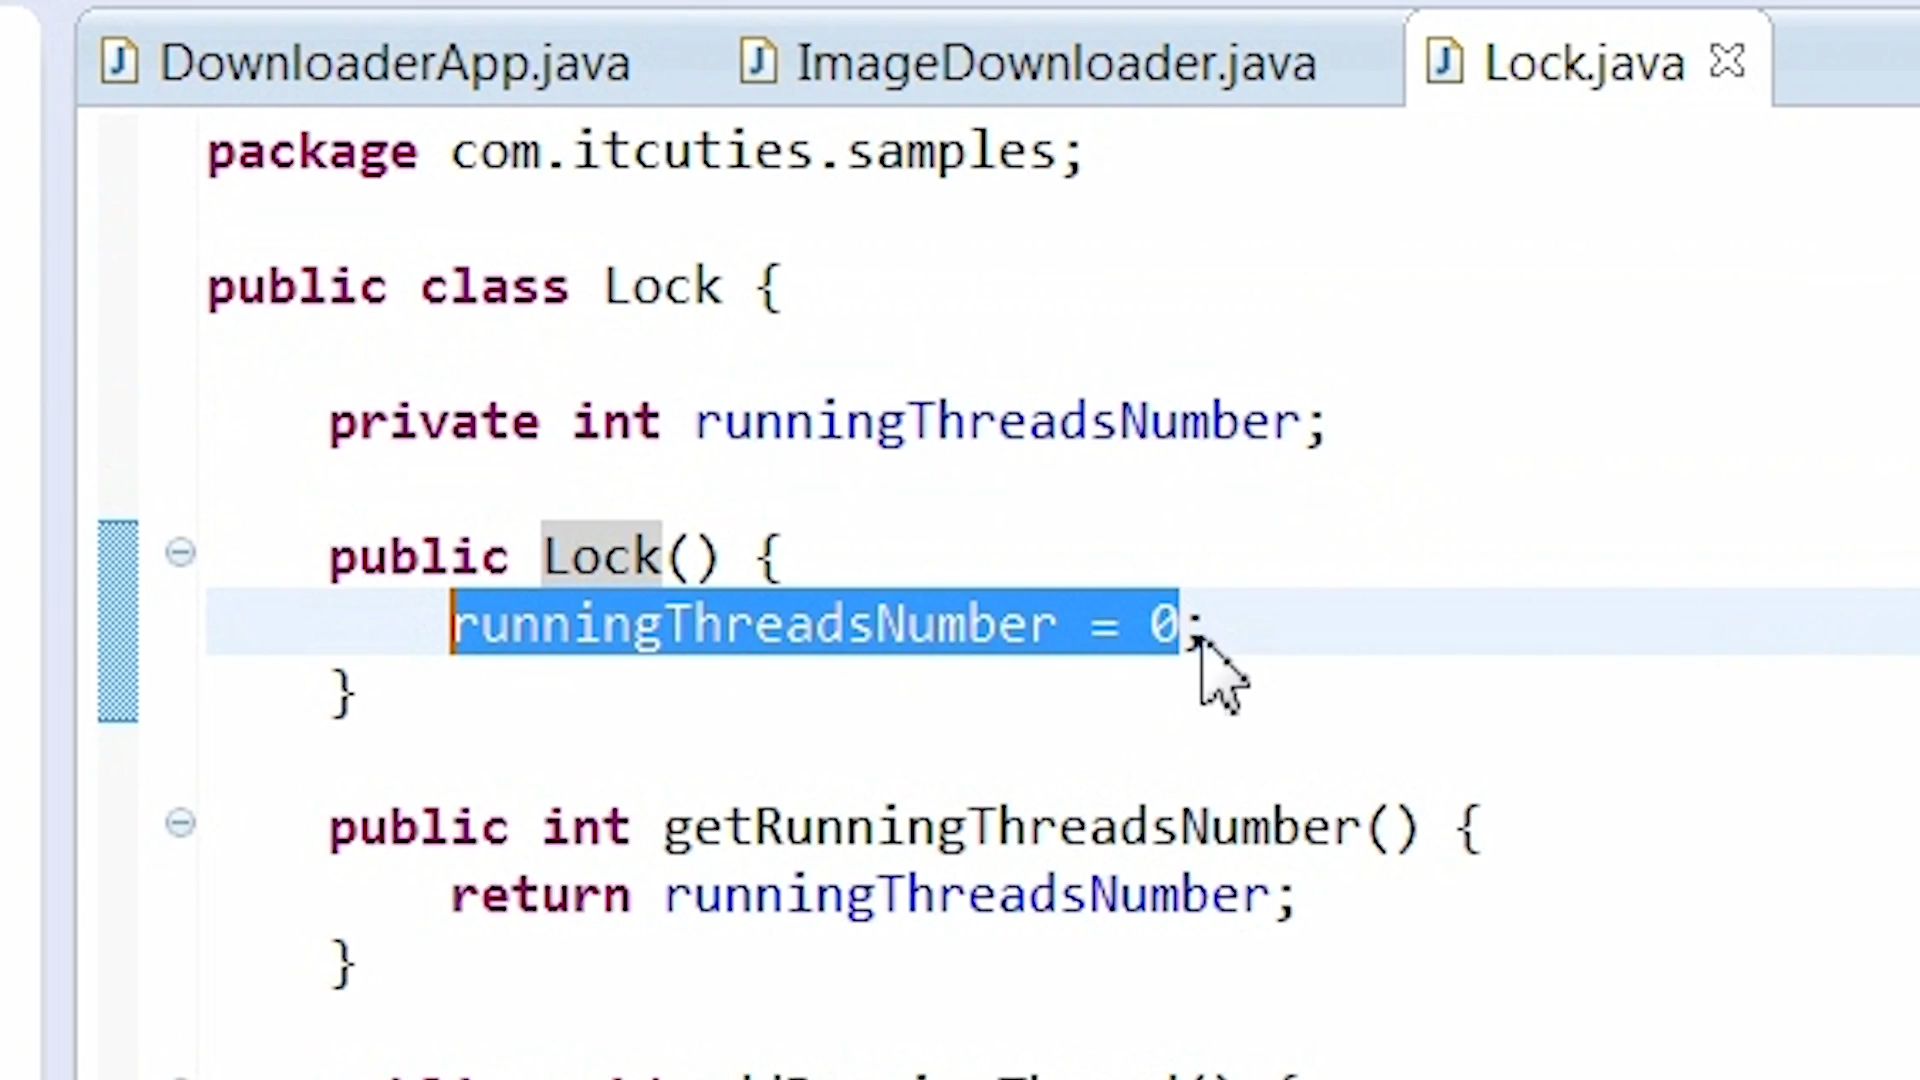 DownloaderApp.java ImageDownloader.java Lock.java
package com.itcuties.samples;
public class Lock {
private int runningThreadsNumber;
public Lock() {
runningThreadsNumber = 0;
}
public int getRunningThreadsNumber() {
return runningThreadsNumber;
}